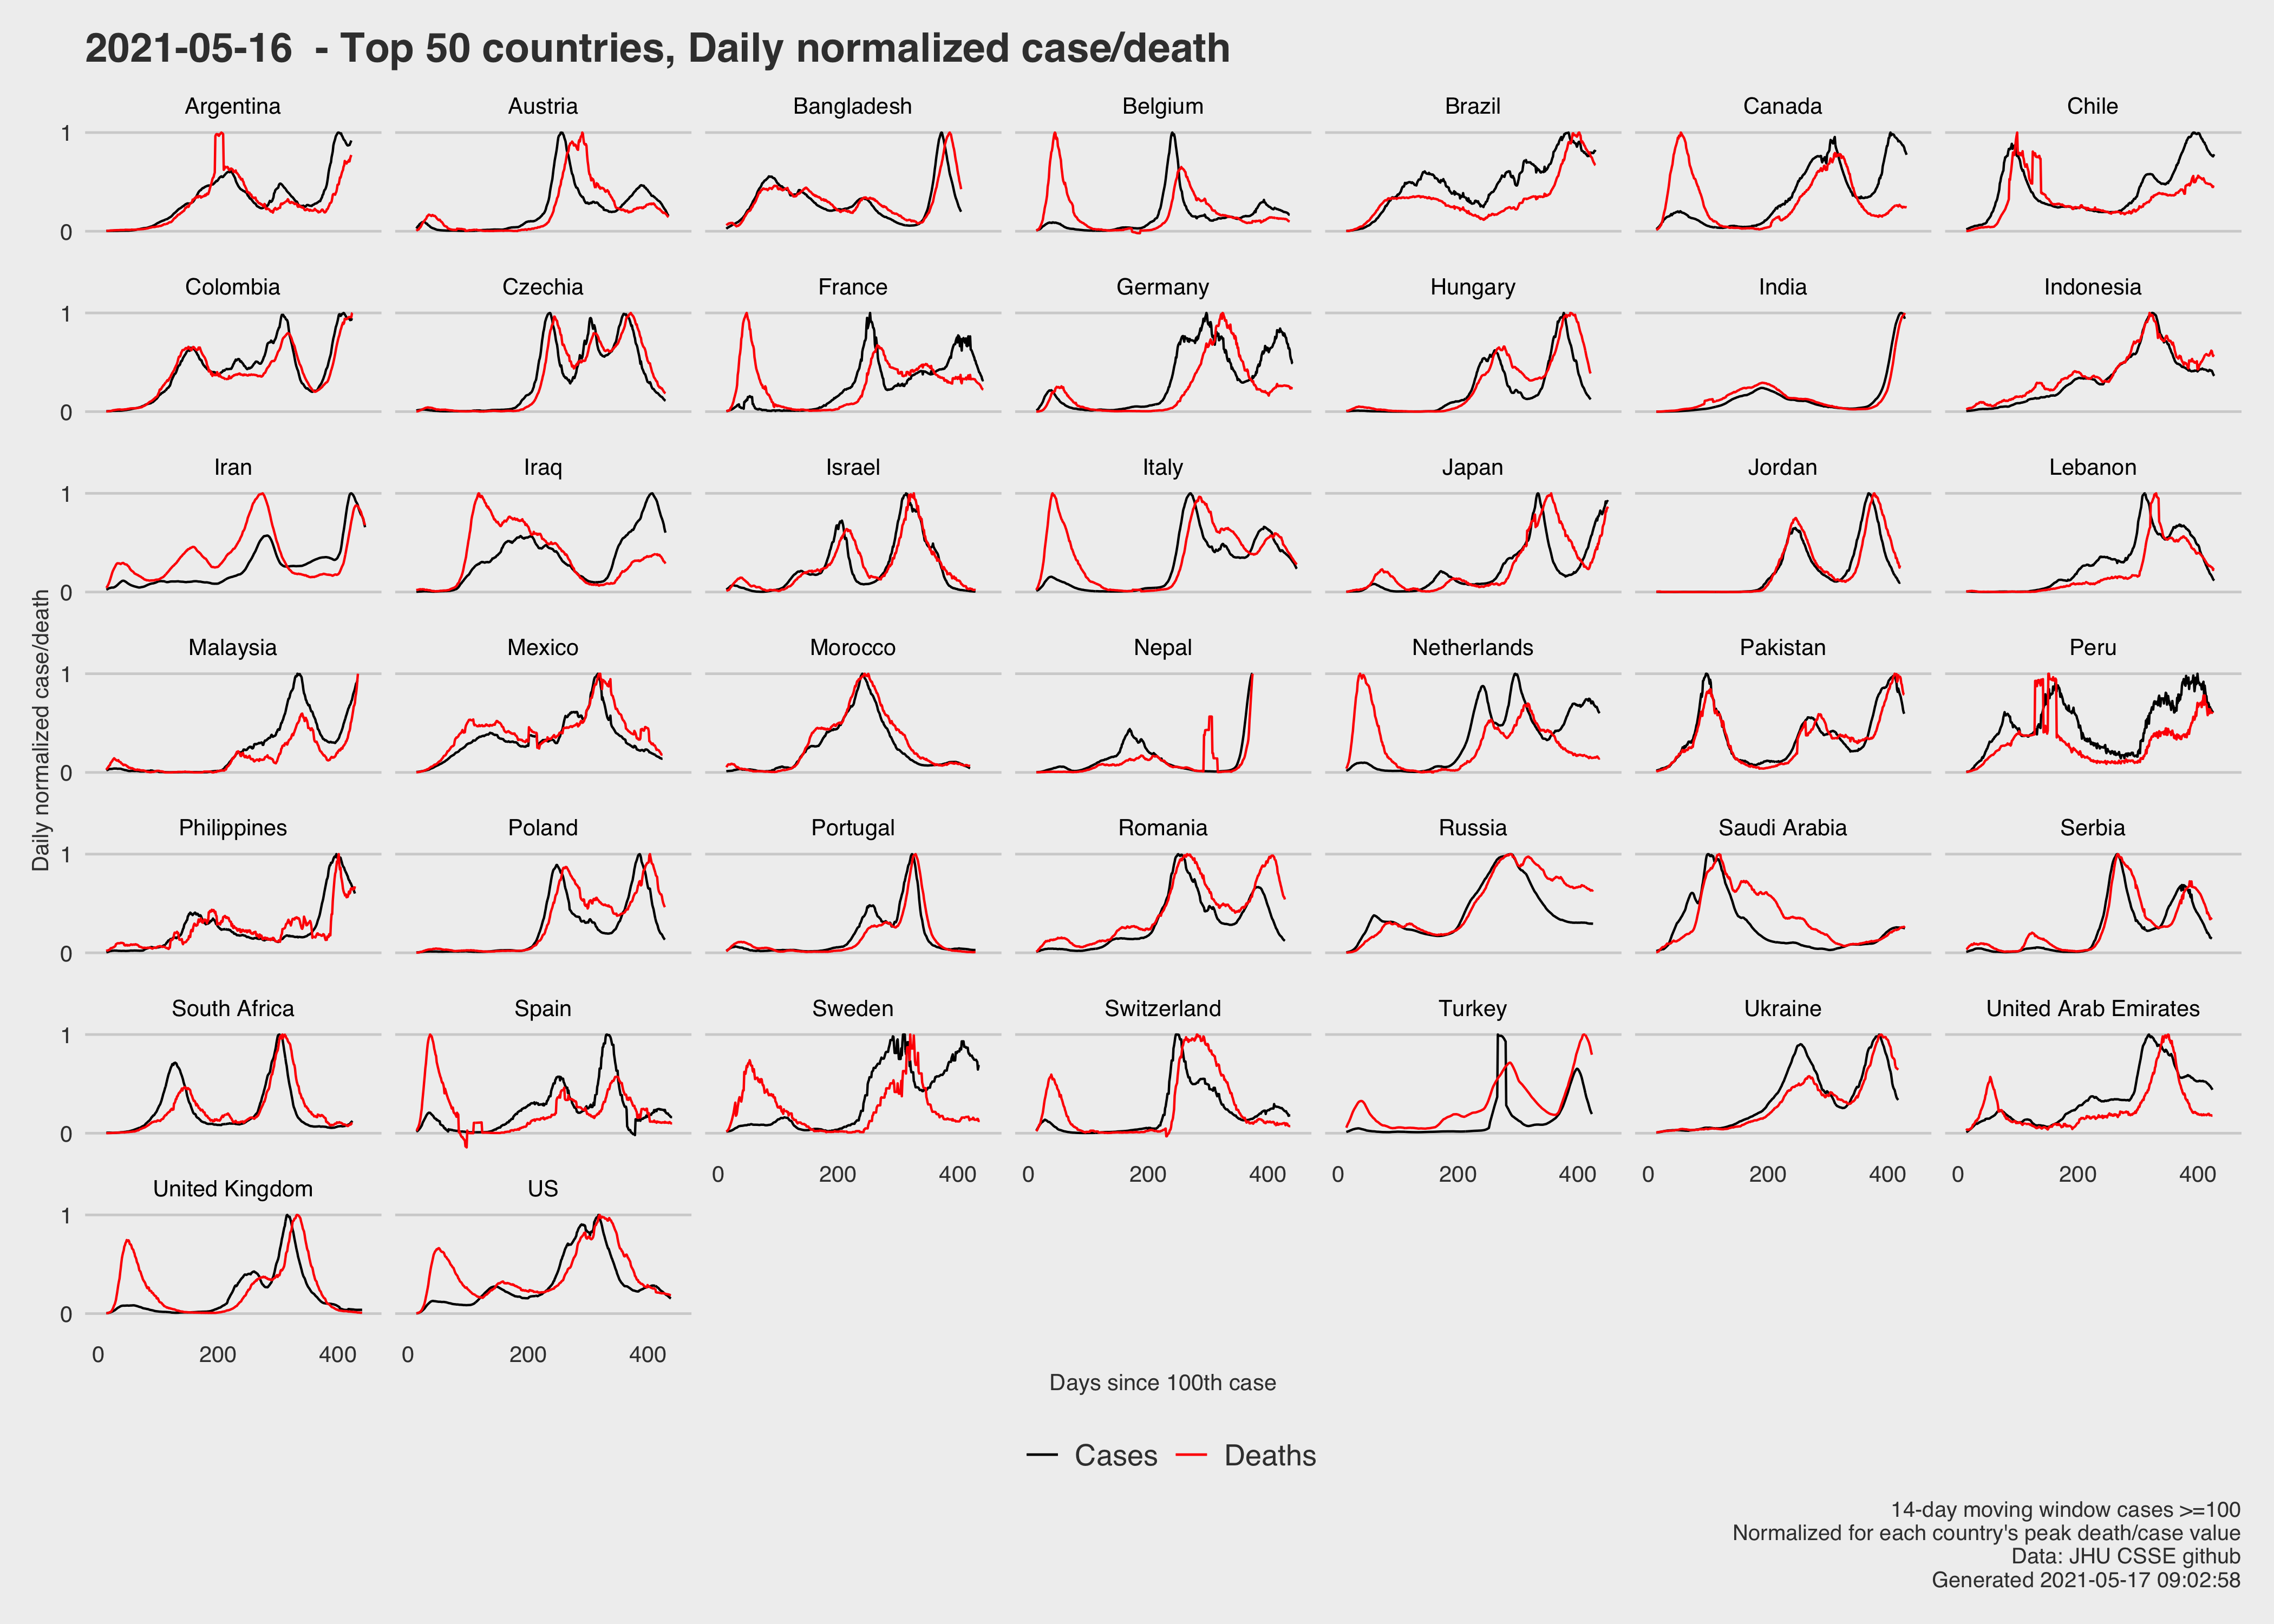 2021-05-16 - Top 50 countries, Daily normalized case/death
Argentina Austria Bangladesh Belgium Brazil Canada Chile
1
0
Colombia Czechia France Germany Hungary India Indonesia
1
0
Iran Iraq Israel Italy Japan Jordan Lebanon
1
0
Daily normalized case/death
Malaysia Mexico Morocco Nepal Netherlands Pakistan Peru
1
0
Philippines Poland Portugal Romania Russia Saudi Arabia Serbia
1
0
South Africa Spain Sweden Switzerland Turkey Ukraine United Arab Emirates
1
0
0 200 400 0 200 400 0 200 400 0 200 400 0 200 400
United Kingdom US
1
0
0 200 400 0 200 400
Days since 100th case
Cases Deaths
14-day moving window cases >=100
Normalized for each country's peak death/case value
Data: JHU CSSE github
Generated 2021-05-17 09:02:58